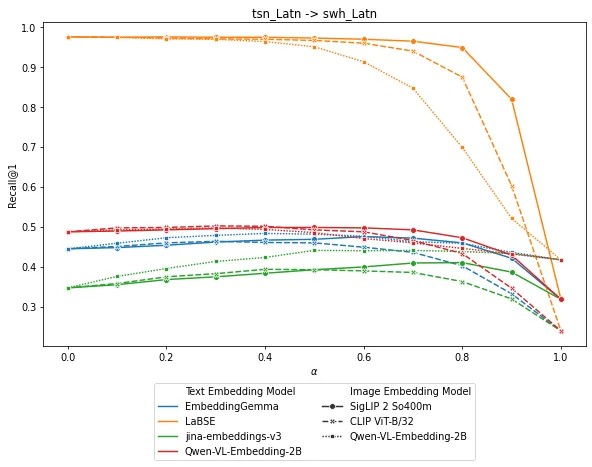 tsn_Latn -> swh_Latn
1.0
0.9
0.8
0.7
0.6
0.5
0.4
0.3
Recall@1
0.0 0.2 0.4 0.6 0.8 1.0
α
Text Embedding Model Image Embedding Model
EmbeddingGemma SigLIP 2 So400m
LaBSE CLIP ViT-B/32
jina-embeddings-v3 Qwen-VL-Embedding-2B
Qwen-VL-Embedding-2B